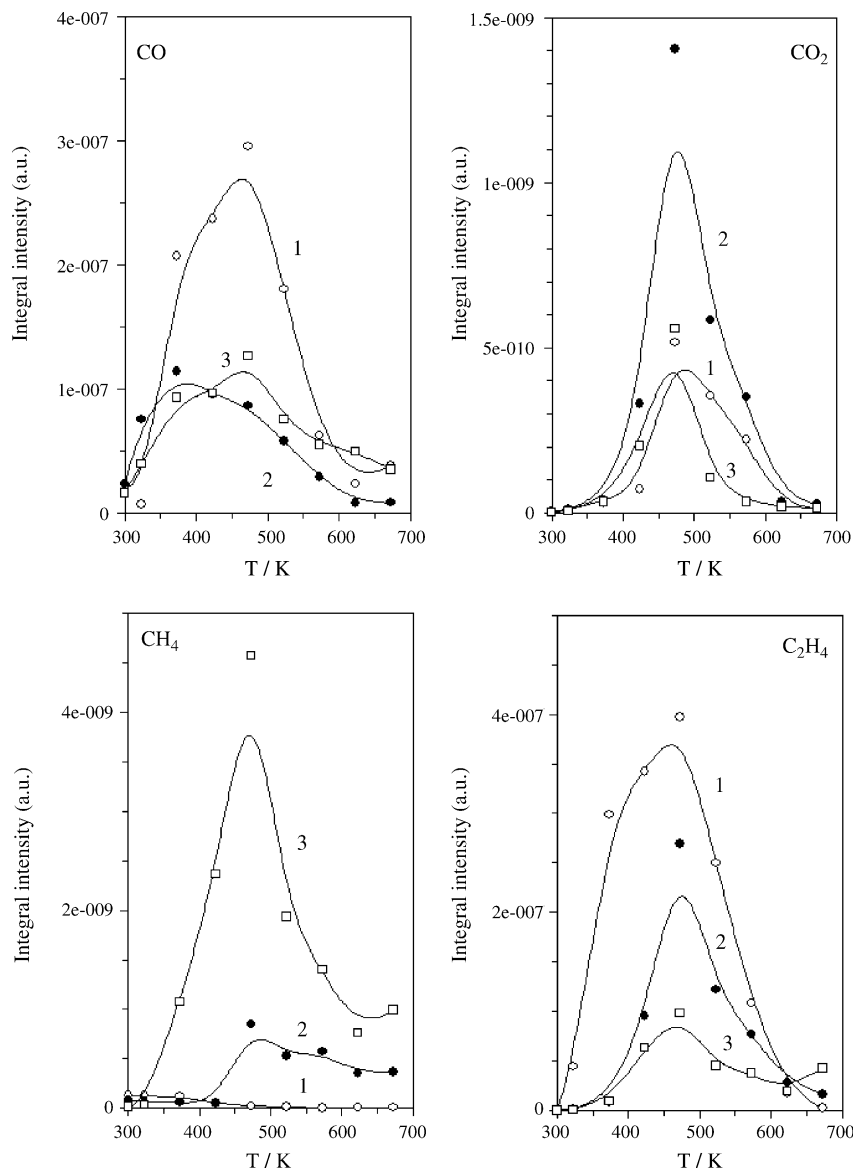 4e-007
CO
3e-007
1
Integral intensity (a.u.)
2e-007
3
1e-007
2
0
300 400 500 600 700
T / K
1.5e-009
CO₂
1e-009
2
Integral intensity (a.u.)
5e-010
1
3
0
300 400 500 600 700
T / K
CH₄
4e-009
3
Integral intensity (a.u.)
2e-009
2
1
0
300 400 500 600 700
T / K
C₂H₄
4e-007
1
Integral intensity (a.u.)
2e-007
2
3
0
300 400 500 600 700
T / K